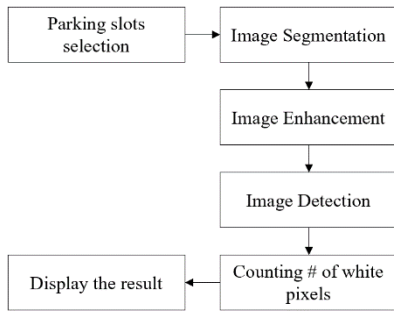 Parking slots
selection
Image Segmentation
Image Enhancement
Image Detection
Counting # of white
pixels
Display the result